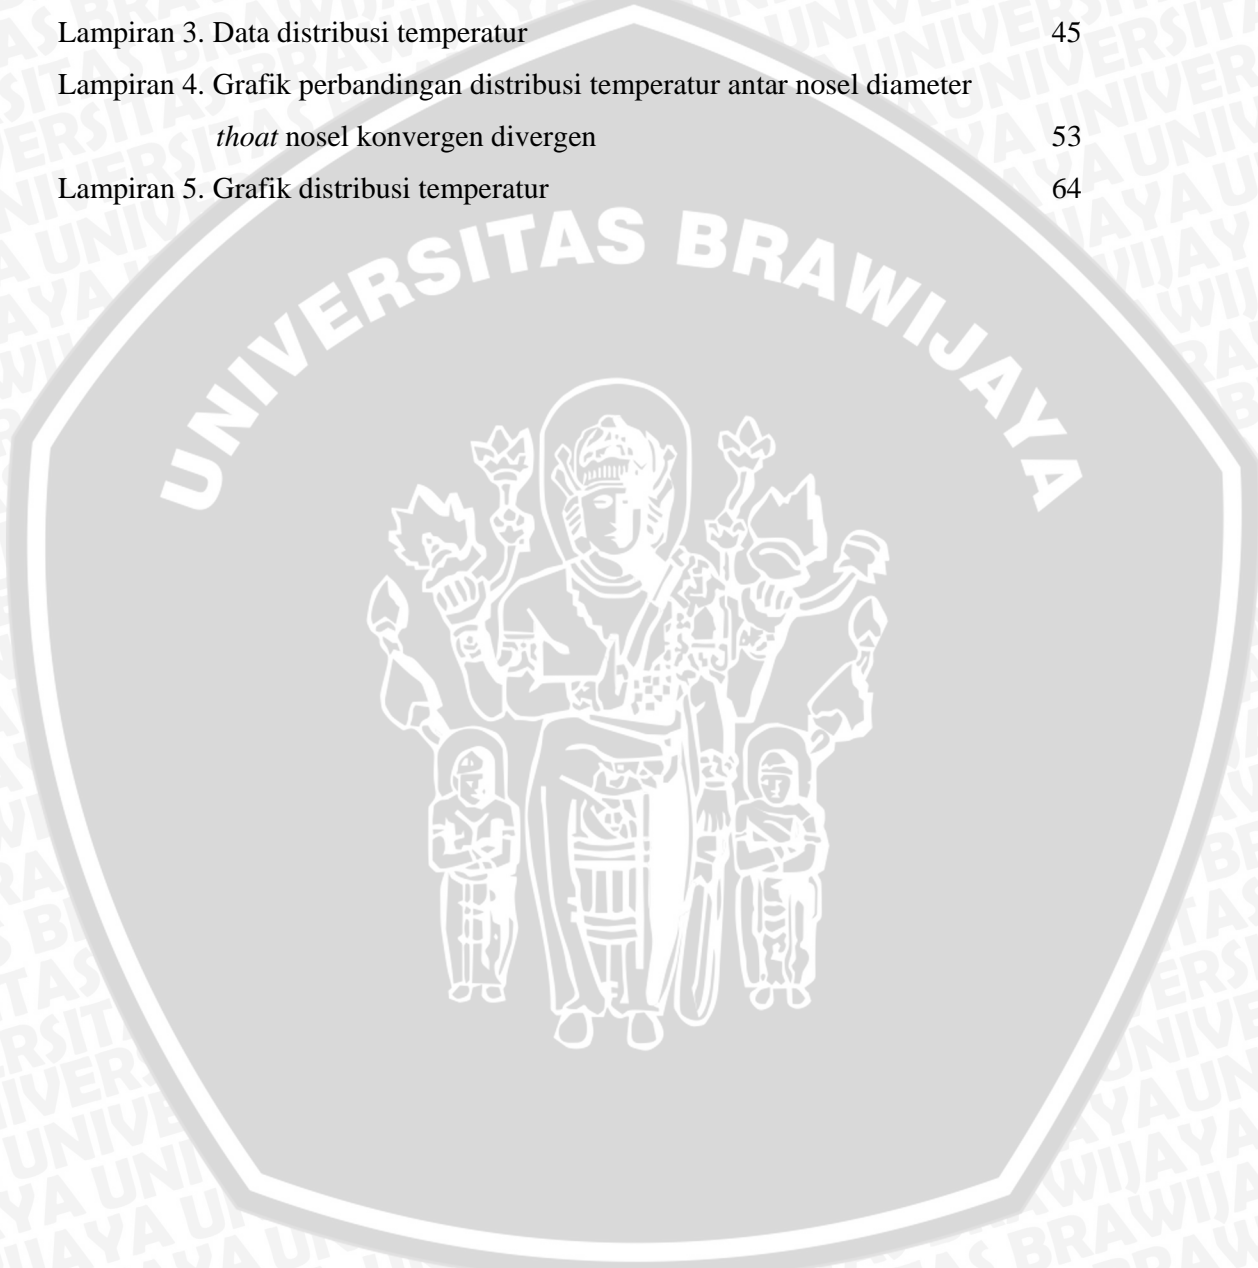 Lampiran 3. Data distribusi temperatur 45
Lampiran 4. Grafik perbandingan distribusi temperatur antar nosel diameter
thoat nosel konvergen divergen 53
Lampiran 5. Grafik distribusi temperatur 64
UNIVERSITAS BRAWIJAYA